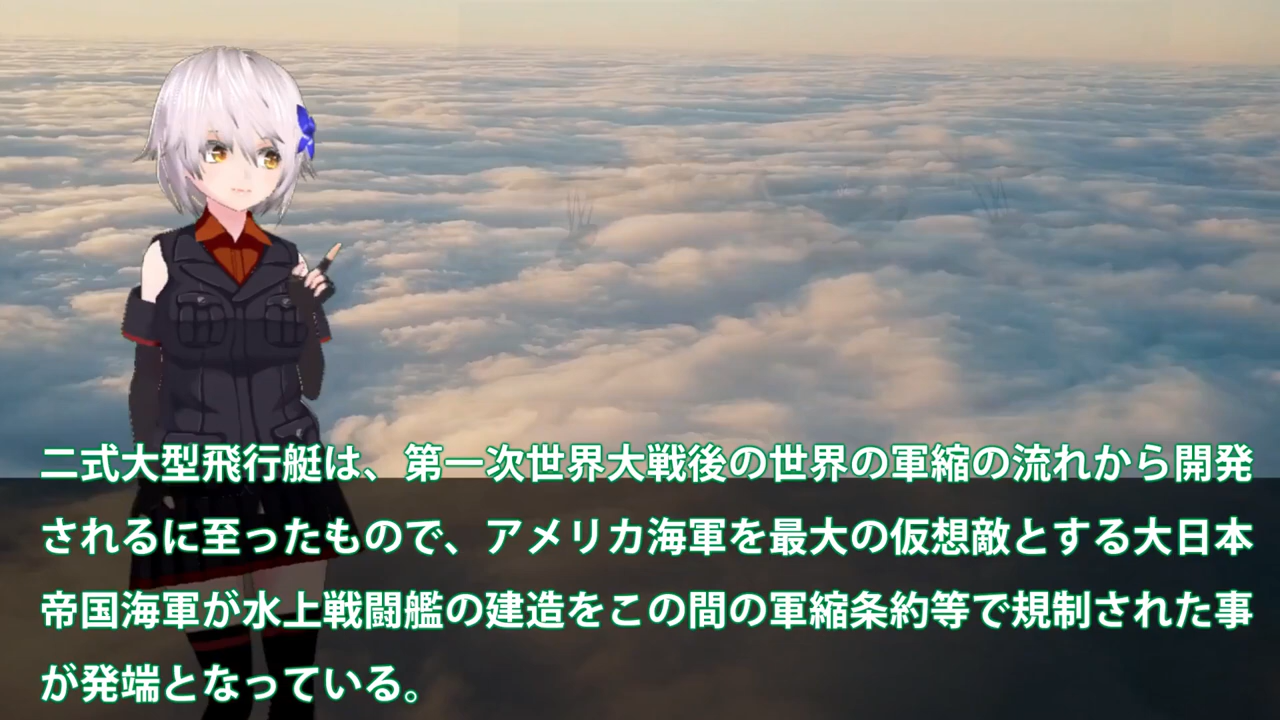 二式大型飛行艇は、第一次世界大戦後の世界の軍縮の流れから開発
されるに至ったもので、アメリカ海軍を最大の仮想敵とする大日本
帝国海軍が水上戦闘艦の建造をこの間の軍縮条約等で規制された事
が発端となっている。